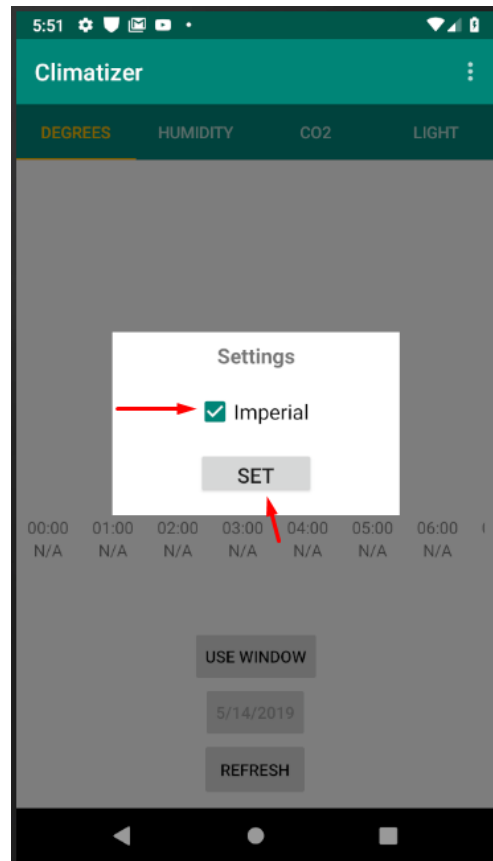 5:51
Climatizer
DEGREES HUMIDITY CO2 LIGHT
Settings
Imperial
SET
00:00 01:00 02:00 03:00 04:00 05:00 06:00
N/A N/A N/A N/A N/A N/A N/A
USE WINDOW
5/14/2019
REFRESH